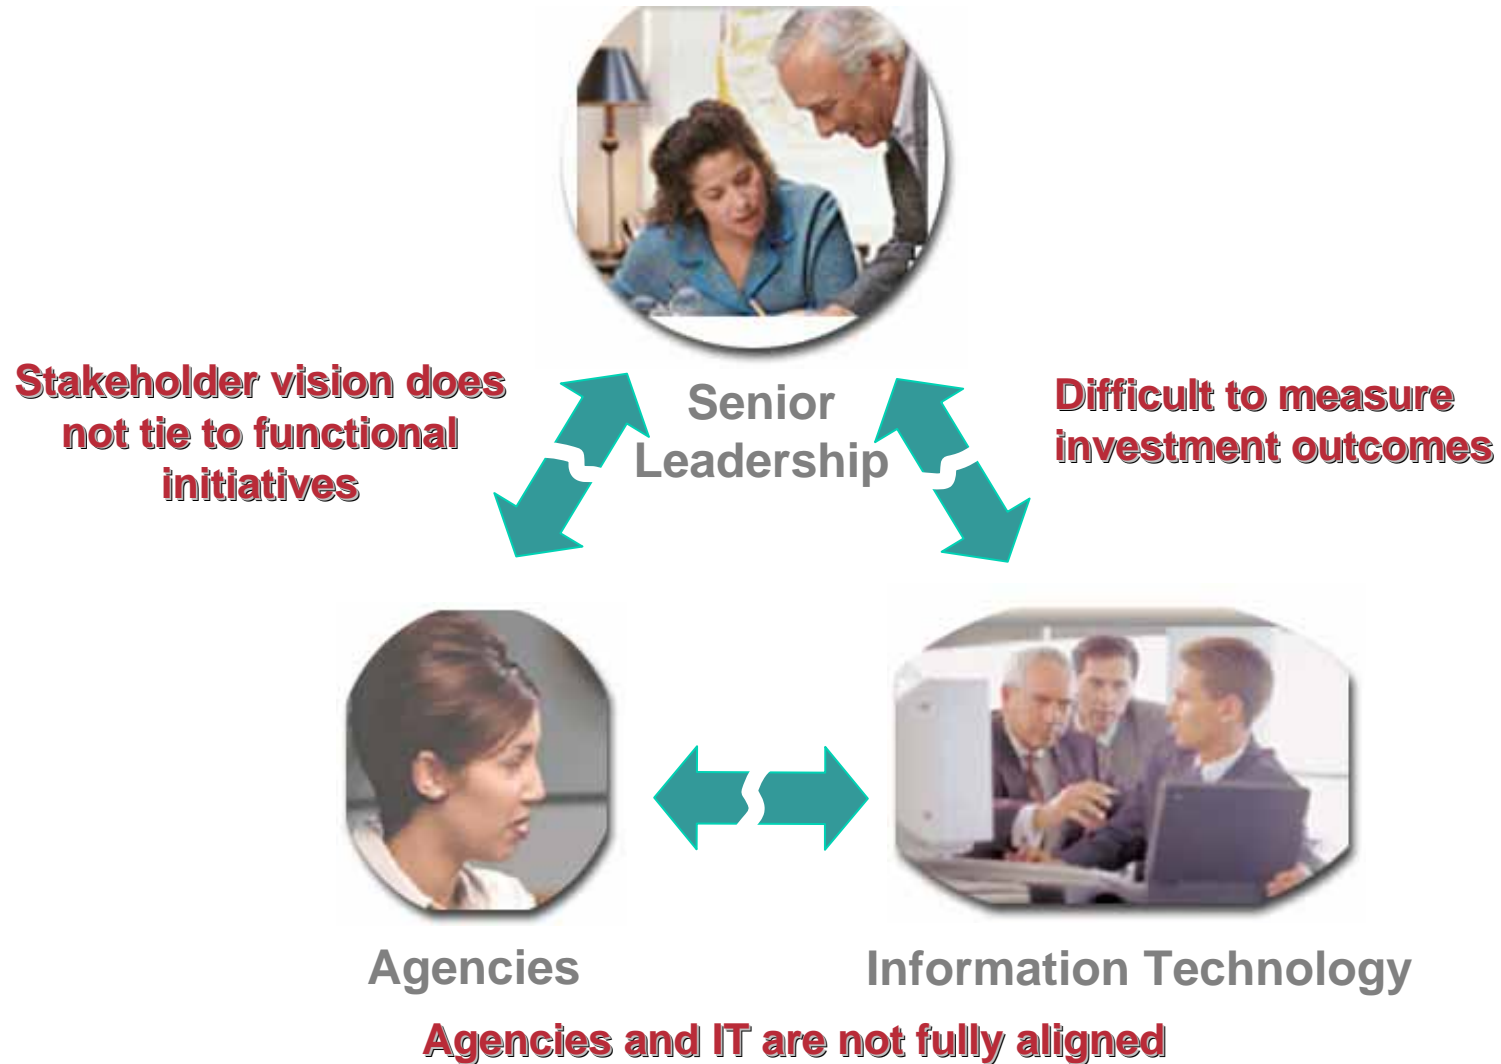 Stakeholder vision does
not tie to functional
initiatives
Senior
Leadership
Difficult to measure
investment outcomes
Agencies
Information Technology
Agencies and IT are not fully aligned